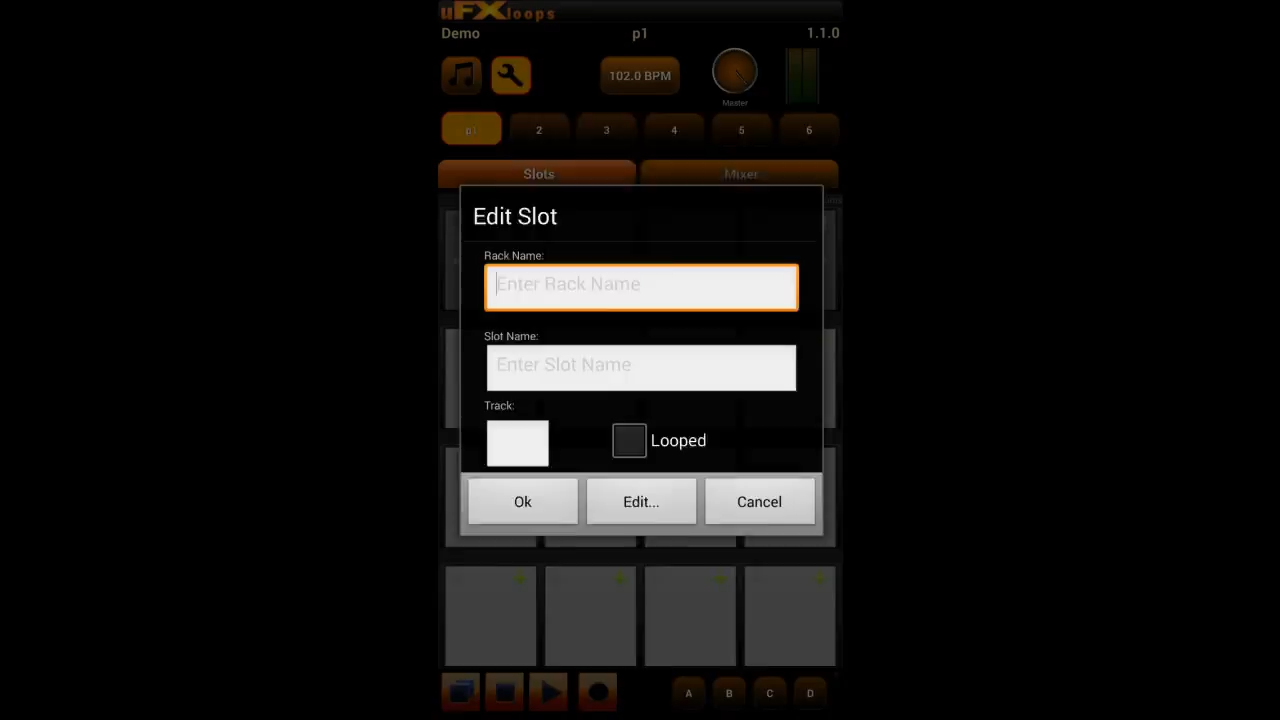 uFXloops
Demo p1 1.1.0
102.0 BPM
Master
p1 2 3 4 5 6
Slots Mixer
Edit Slot
Rack Name:
Enter Rack Name
Slot Name:
Enter Slot Name
Track:
Looped
Ok Edit... Cancel
A B C D